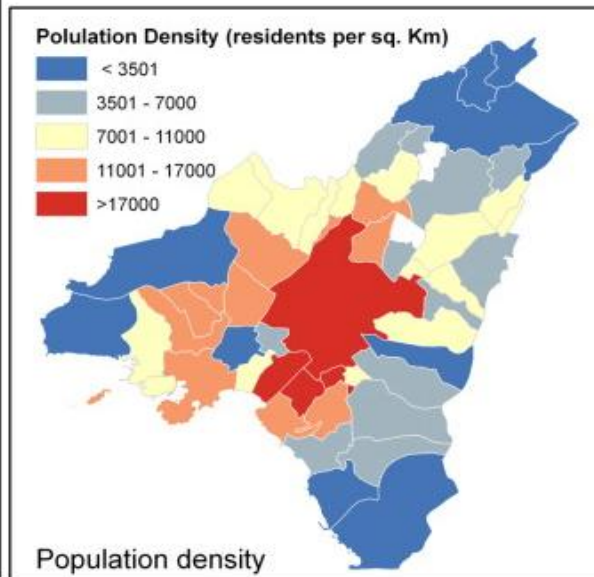 Polulation Density (residents per sq. Km)
< 3501
3501 - 7000
7001 - 11000
11001 - 17000
>17000
Population density